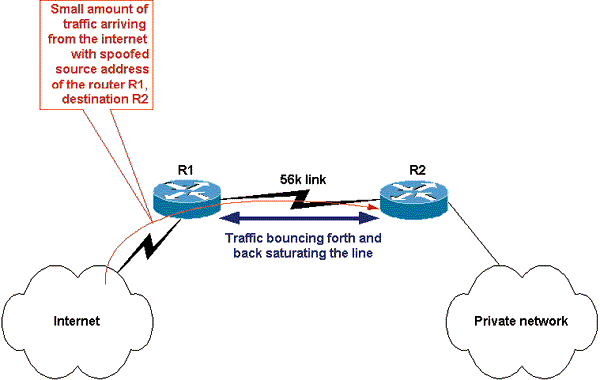 Small amount of
traffic arriving
from the internet
with spoofed
source address
of the router R1,
destination R2
R1
56k link
R2
Traffic bouncing forth and
back saturating the line
Internet
Private network